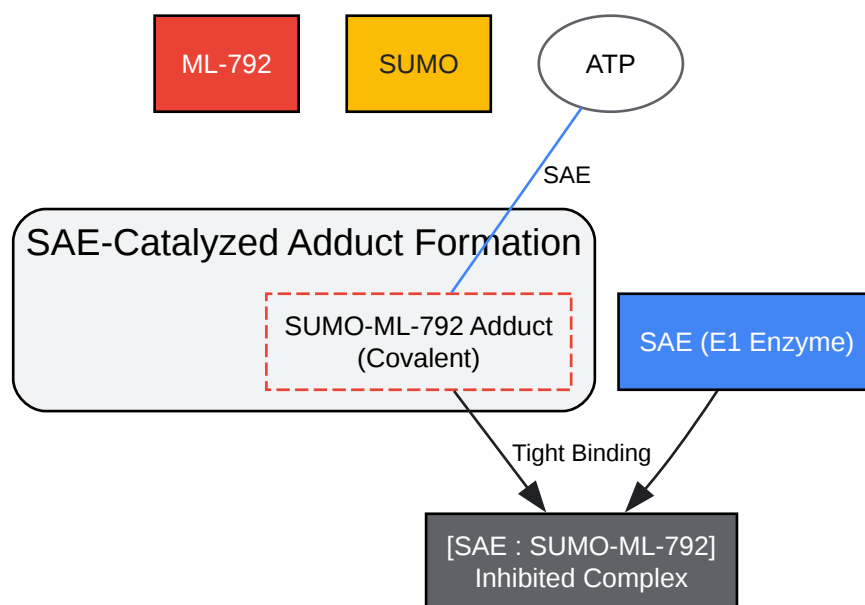 ML-792
SUMO
ATP
SAE
SAE-Catalyzed Adduct Formation
SUMO-ML-792 Adduct
(Covalent)
SAE (E1 Enzyme)
Tight Binding
[SAE : SUMO-ML-792]
Inhibited Complex